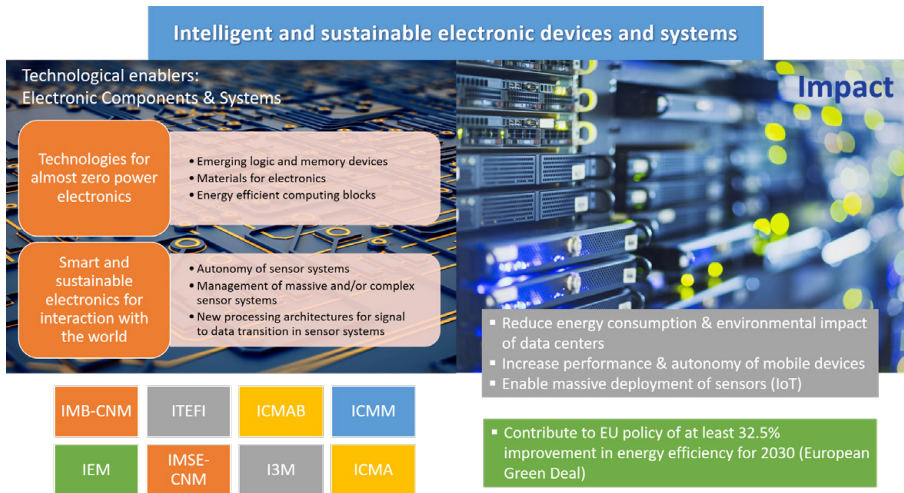 Intelligent and sustainable electronic devices and systems
Technological enablers:
Electronic Components & Systems
Technologies for
almost zero power
electronics
• Emerging logic and memory devices
• Materials for electronics
• Energy efficient computing blocks
Smart and
sustainable
electronics for
interaction with
the world
• Autonomy of sensor systems
• Management of massive and/or complex
sensor systems
• New processing architectures for signal
to data transition in sensor systems
Impact
▪ Reduce energy consumption & environmental impact
of data centers
▪ Increase performance & autonomy of mobile devices
▪ Enable massive deployment of sensors (IoT)
▪ Contribute to EU policy of at least 32.5%
improvement in energy efficiency for 2030 (European
Green Deal)
IMB-CNM
ITEFI
ICMAB
ICMM
IEM
IMSE-
CNM
I3M
ICMA